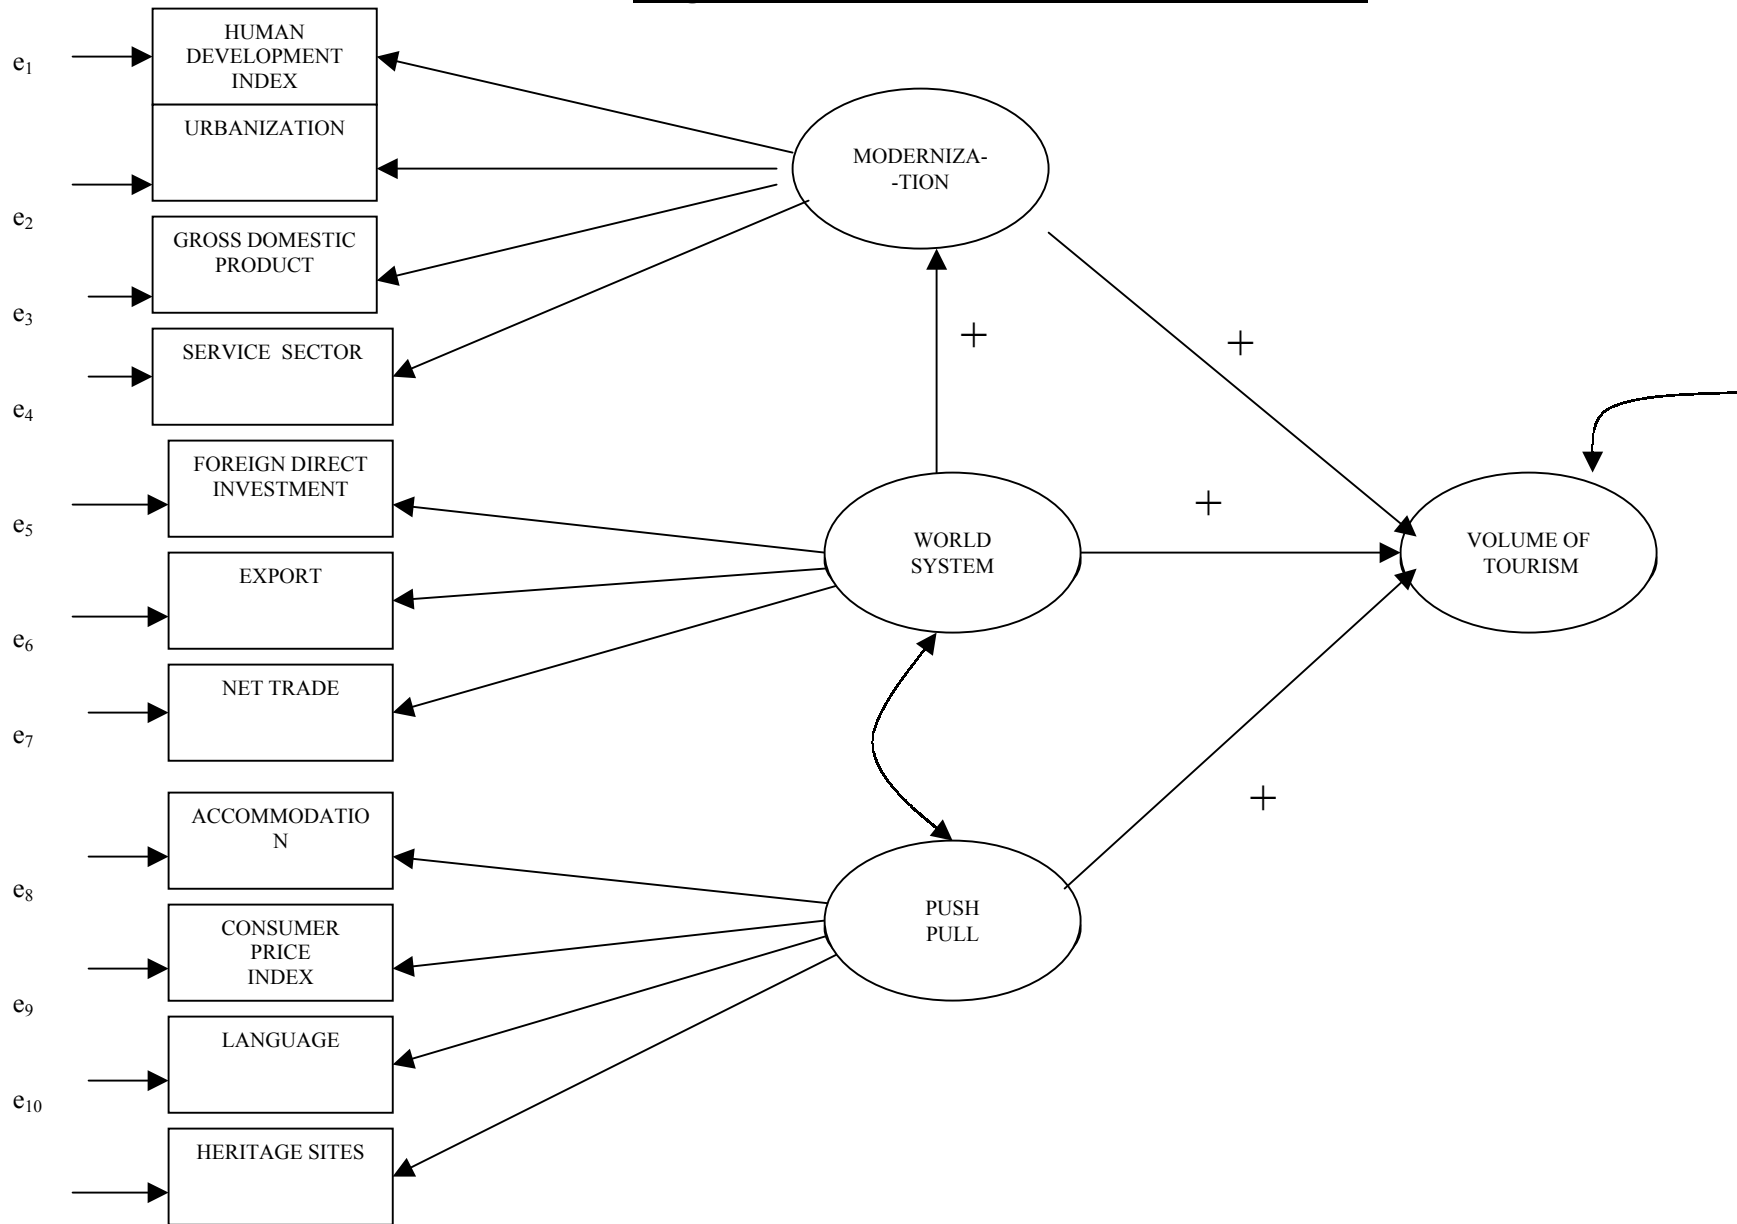 HUMAN
DEVELOPMENT
INDEX
e1
URBANIZATION
e2
GROSS DOMESTIC
PRODUCT
e3
SERVICE SECTOR
e4
FOREIGN DIRECT
INVESTMENT
e5
EXPORT
e6
NET TRADE
e7
ACCOMMODATIO
N
e8
CONSUMER
PRICE
INDEX
e9
LANGUAGE
e10
HERITAGE SITES
MODERNIZA-
-TION
+
+
WORLD
SYSTEM
+
VOLUME OF
TOURISM
+
PUSH
PULL